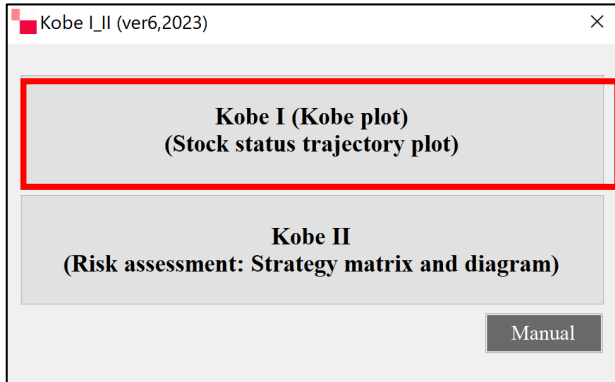 Kobe I_II (ver6,2023)
Kobe I (Kobe plot)
(Stock status trajectory plot)
Kobe II
(Risk assessment: Strategy matrix and diagram)
Manual